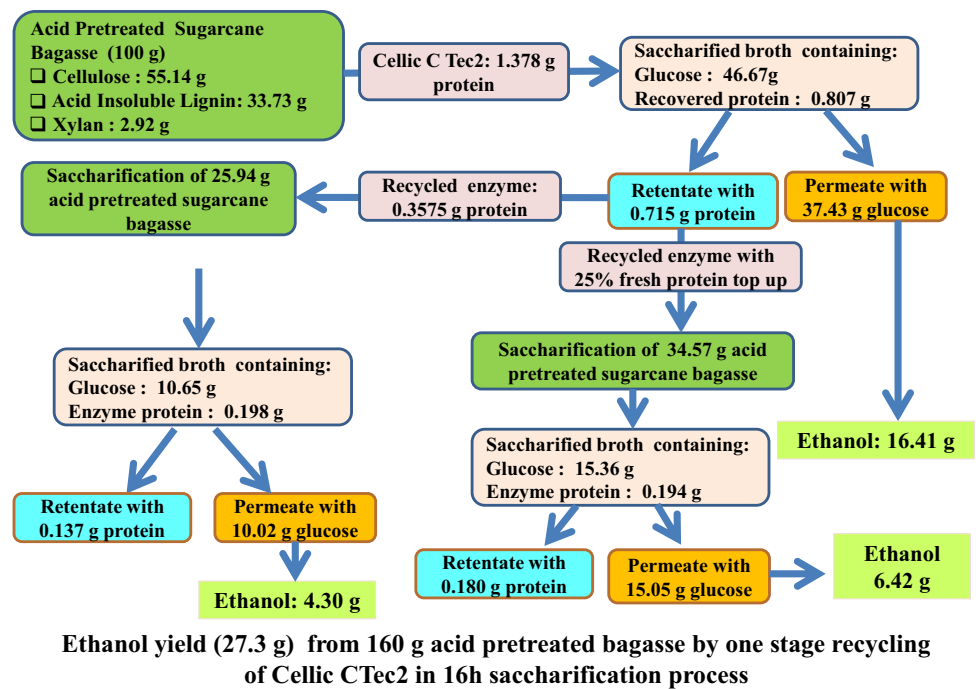 Acid Pretreated Sugarcane
Bagasse (100 g)
❑ Cellulose : 55.14 g
❑ Acid Insoluble Lignin: 33.73 g
❑ Xylan : 2.92 g
Cellic C Tec2: 1.378 g
protein
Saccharified broth containing:
Glucose : 46.67g
Recovered protein : 0.807 g
Saccharification of 25.94 g
acid pretreated sugarcane
bagasse
Recycled enzyme:
0.3575 g protein
Retentate with
0.715 g protein
Permeate with
37.43 g glucose
Recycled enzyme with
25% fresh protein top up
Saccharification of 34.57 g acid
pretreated sugarcane bagasse
Saccharified broth containing:
Glucose : 10.65 g
Enzyme protein : 0.198 g
Saccharified broth containing:
Glucose : 15.36 g
Enzyme protein : 0.194 g
Ethanol: 16.41 g
Retentate with
0.137 g protein
Permeate with
10.02 g glucose
Retentate with
0.180 g protein
Permeate with
15.05 g glucose
Ethanol
6.42 g
Ethanol: 4.30 g
Ethanol yield (27.3 g) from 160 g acid pretreated bagasse by one stage recycling
of Cellic CTec2 in 16h saccharification process